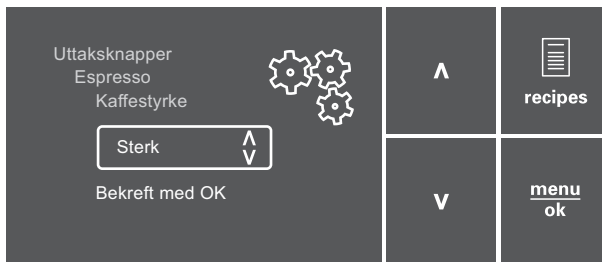 Uttaksknapper
Espresso
Kaffestyrke
Sterk
Bekreft med OK
recipes
menu
ok